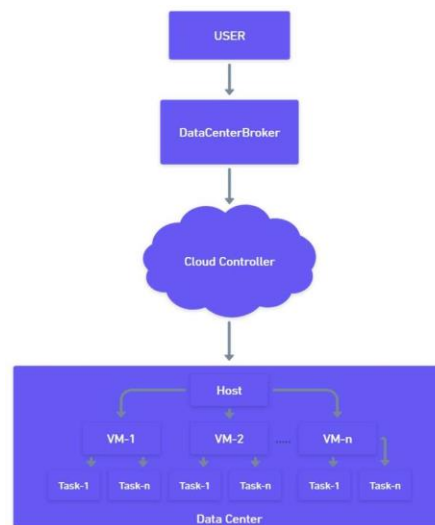 USER
DataCenterBroker
Cloud Controller
Host
VM-1 VM-2 ..... VM-n
Task-1 Task-n Task-1 Task-n Task-1 Task-n
Data Center